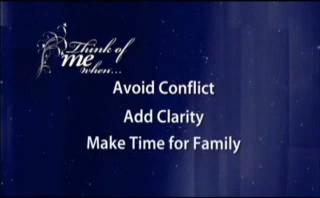 Think of
me
when...
Avoid Conflict
Add Clarity
Make Time for Family